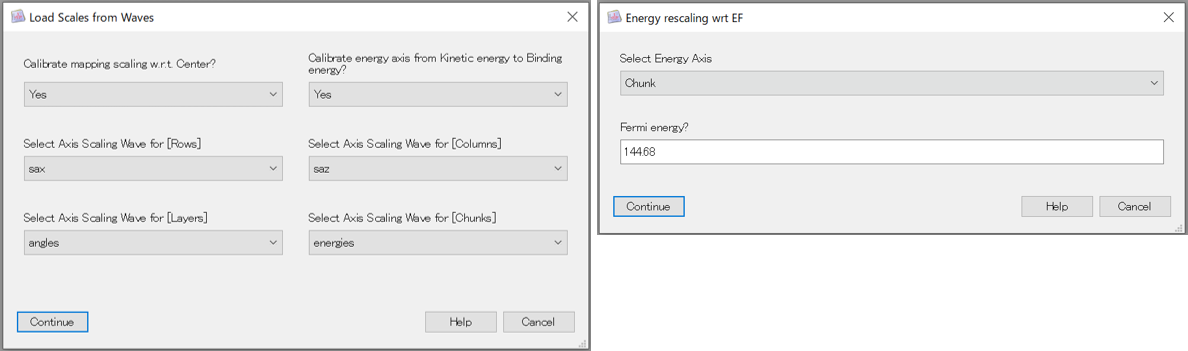 Load Scales from Waves
Calibrate mapping scaling w.r.t. Center?
Yes
Calibrate energy axis from Kinetic energy to Binding
energy?
Yes
Select Axis Scaling Wave for [Rows]
sax
Select Axis Scaling Wave for [Columns]
saz
Select Axis Scaling Wave for [Layers]
angles
Select Axis Scaling Wave for [Chunks]
energies
Continue
Help
Cancel
Energy rescaling wrt EF
Select Energy Axis
Chunk
Fermi energy?
144.68
Continue
Help
Cancel